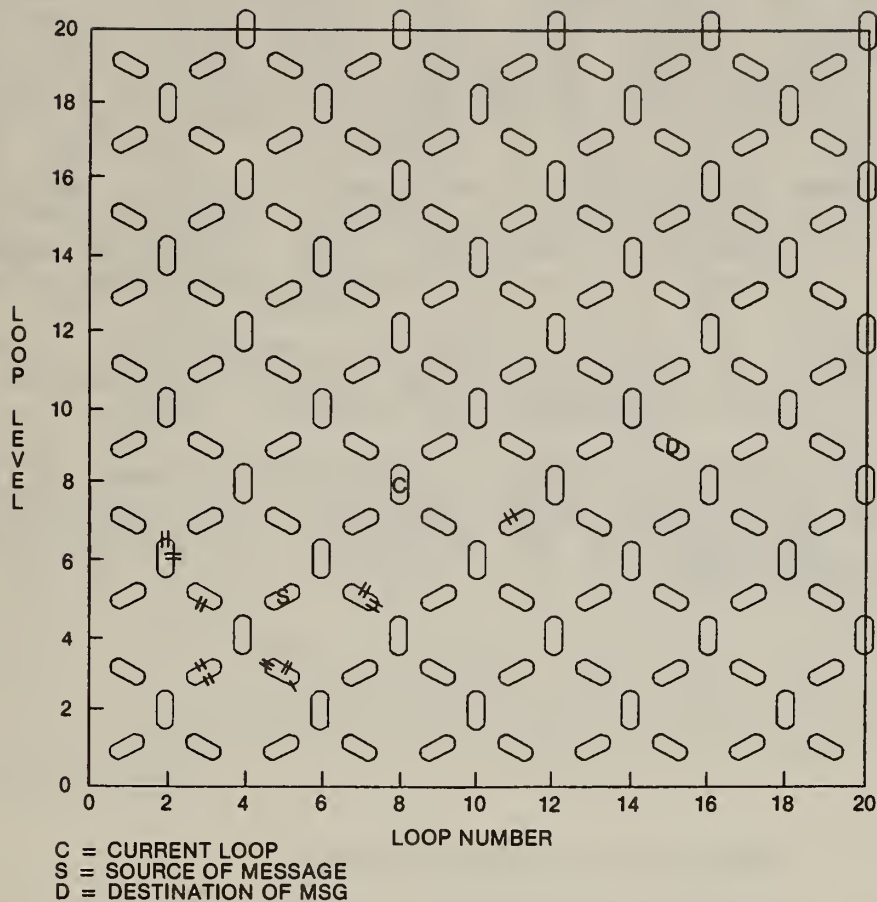 LOOP LEVEL
20
18
16
14
12
10
8
6
4
2
0
D
C
S
0 2 4 6 8 10 12 14 16 18 20
LOOP NUMBER
C = CURRENT LOOP
S = SOURCE OF MESSAGE
D = DESTINATION OF MSG